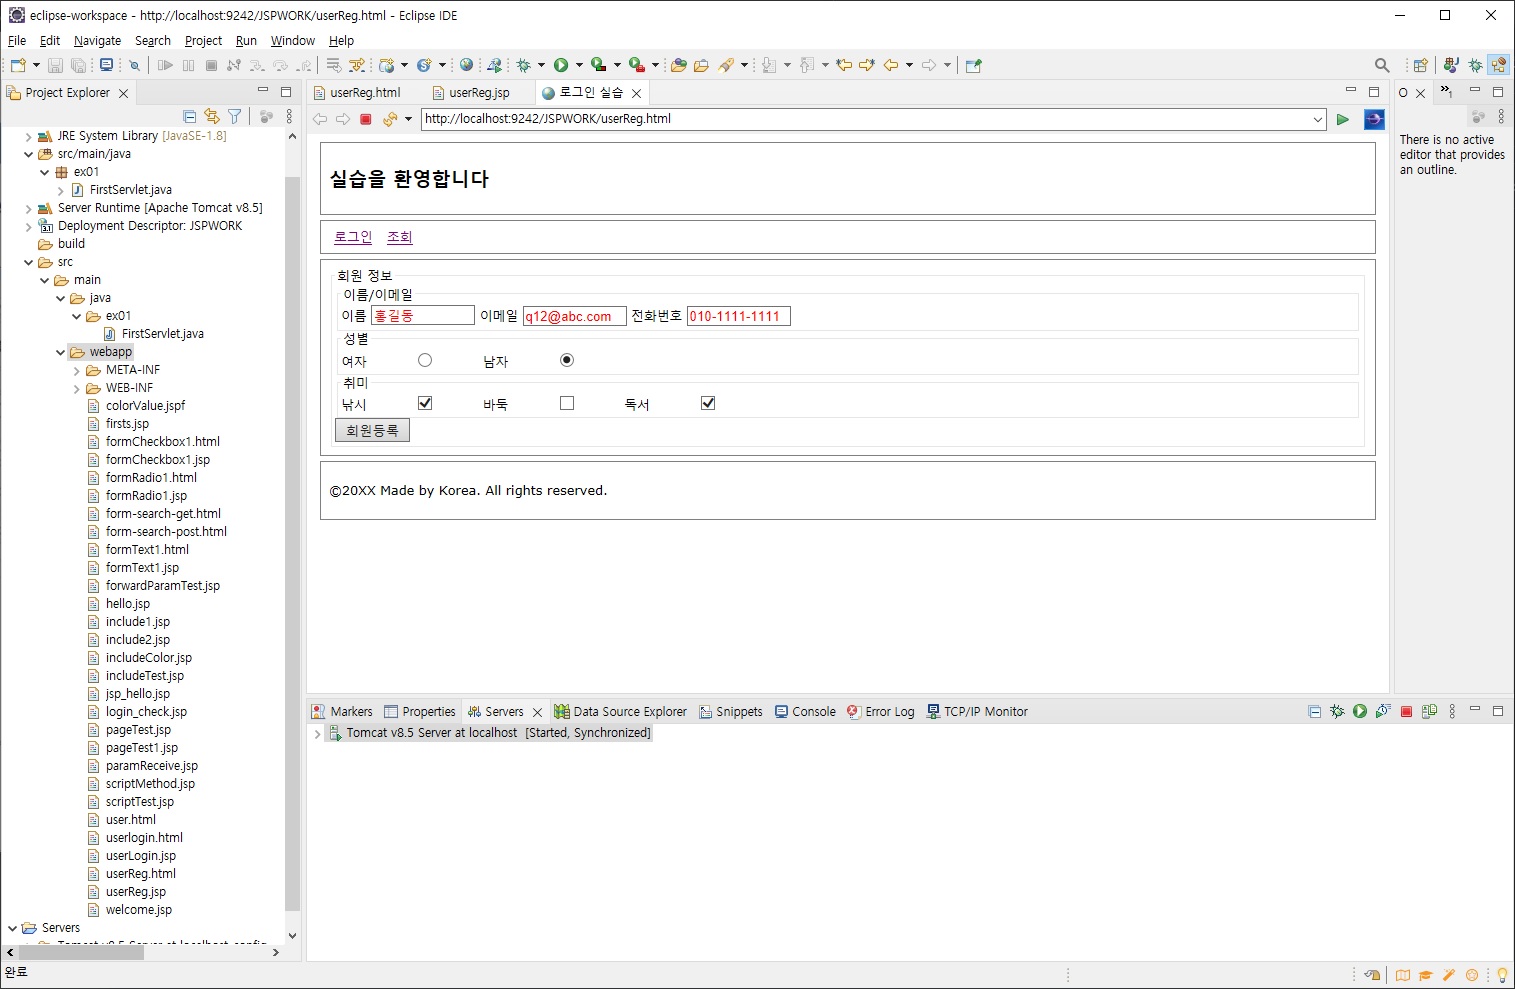 eclipse-workspace - http://localhost:9242/JSPWORK/userReg.html - Eclipse IDE
File Edit Navigate Search Project Run Window Help
Project Explorer
JRE System Library [JavaSE-1.8]
src/main/java
ex01
FirstServlet.java
Server Runtime [Apache Tomcat v8.5]
Deployment Descriptor: JSPWORK
build
src
main
java
ex01
FirstServlet.java
webapp
META-INF
WEB-INF
colorValue.jspf
firsts.jsp
formCheckbox1.html
formCheckbox1.jsp
formRadio1.html
formRadio1.jsp
form-search-get.html
form-search-post.html
formText1.html
formText1.jsp
forwardParamTest.jsp
hello.jsp
include1.jsp
include2.jsp
includeColor.jsp
includeTest.jsp
jsp_hello.jsp
login_check.jsp
pageTest.jsp
pageTest1.jsp
paramReceive.jsp
scriptMethod.jsp
scriptTest.jsp
user.html
userlogin.html
userLogin.jsp
userReg.html
userReg.jsp
welcome.jsp
Servers
Tomcat v8.5 Server at localhost-config
userReg.html userReg.jsp 로그인 실습
http://localhost:9242/JSPWORK/userReg.html
실습을 환영합니다
로그인 조회
회원 정보
이름/이메일
이름 홍길동 이메일 q12@abc.com 전화번호 010-1111-1111
성별
여자 남자
취미
낚시 바둑 독서
회원등록
©20XX Made by Korea. All rights reserved.
O
1
There is no active
editor that provides
an outline.
Markers Properties Servers Data Source Explorer Snippets Console Error Log TCP/IP Monitor
Tomcat v8.5 Server at localhost [Started, Synchronized]
완료